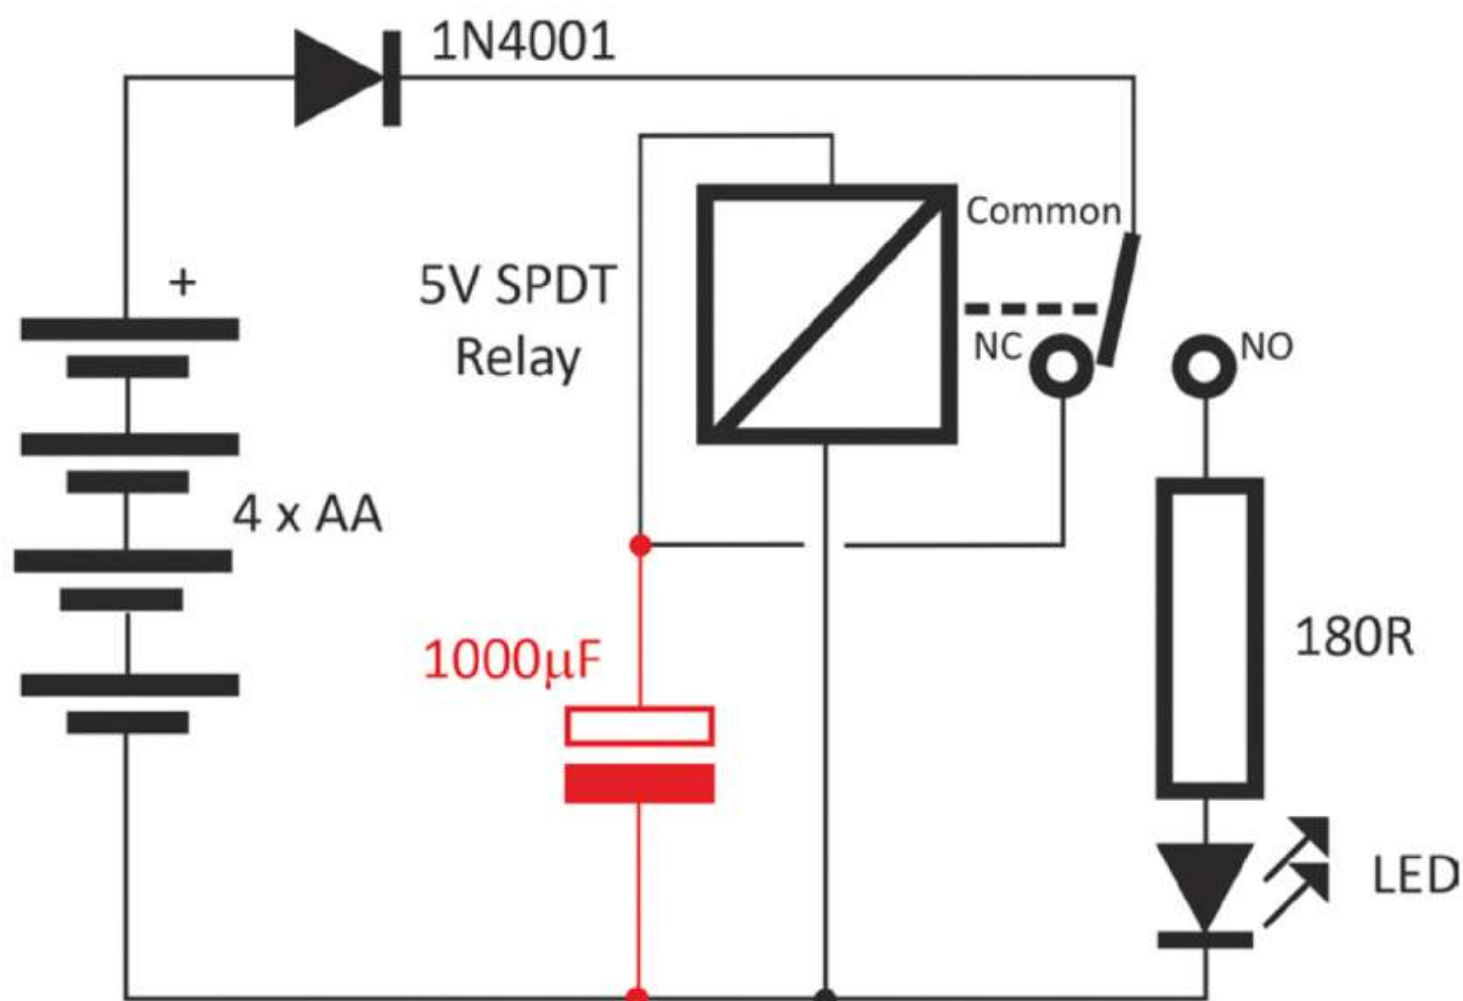 1N4001
Common
+
5V SPDT
Relay
NC
NO
4 x AA
1000µF
180R
LED